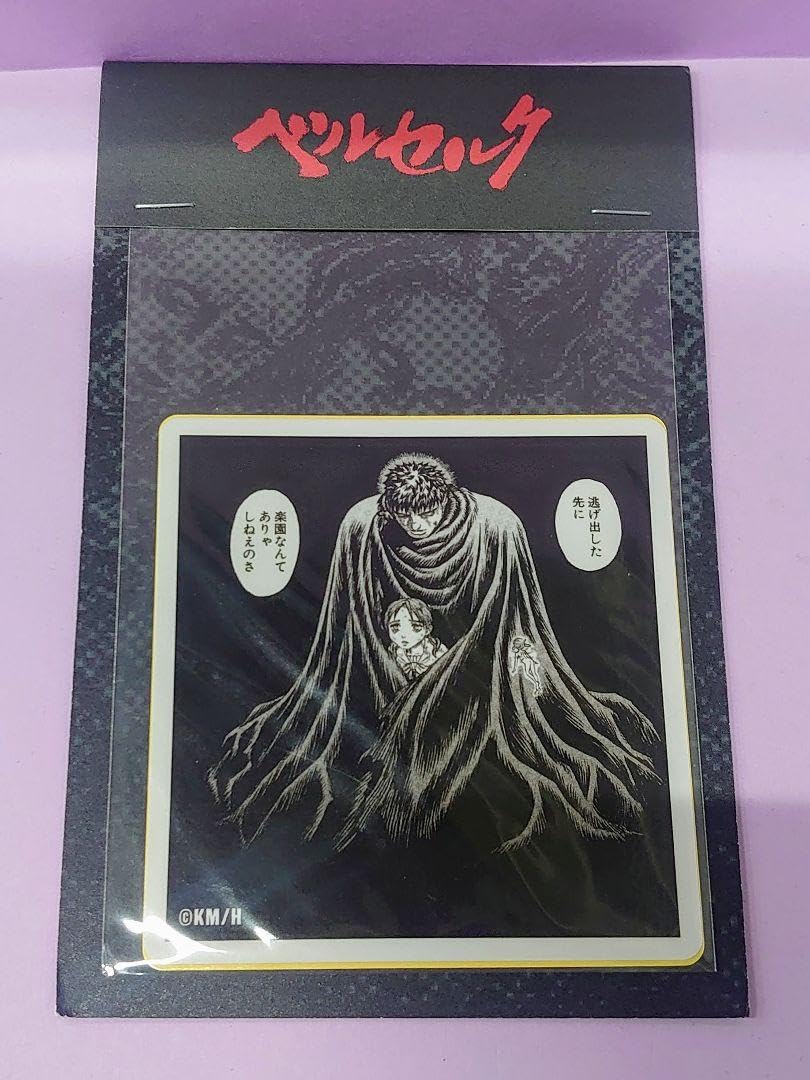 ベルセルク
逃げ出した
先に
楽園なんて
ありゃ
しねぇのさ
©KM/H